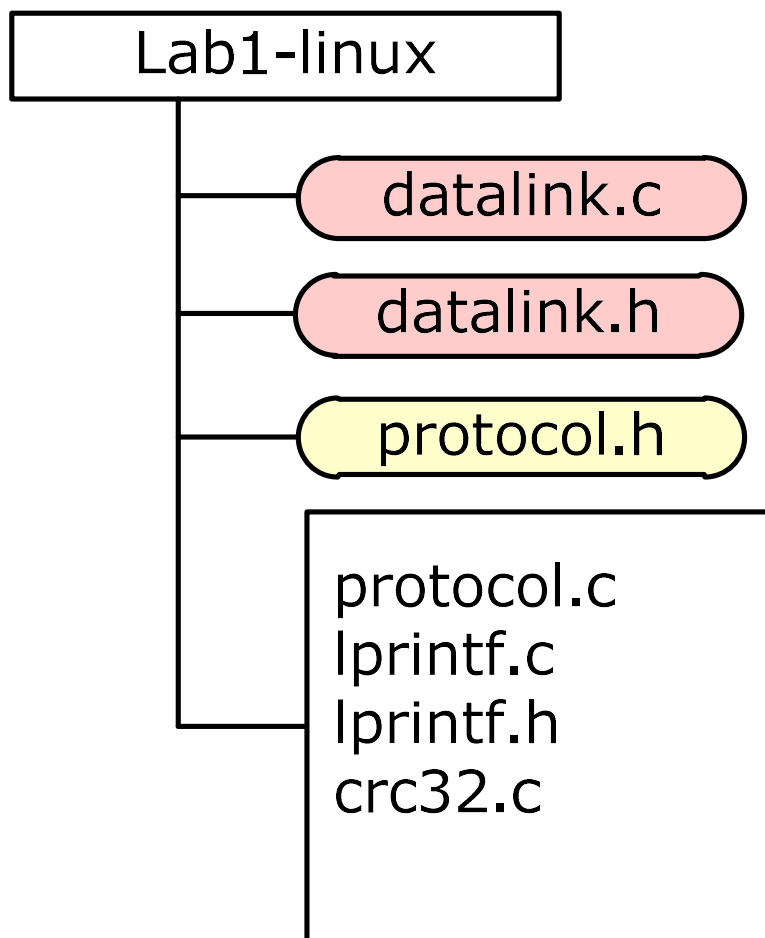 Lab1-linux
datalink.c
datalink.h
protocol.h
protocol.c
lprintf.c
lprintf.h
crc32.c